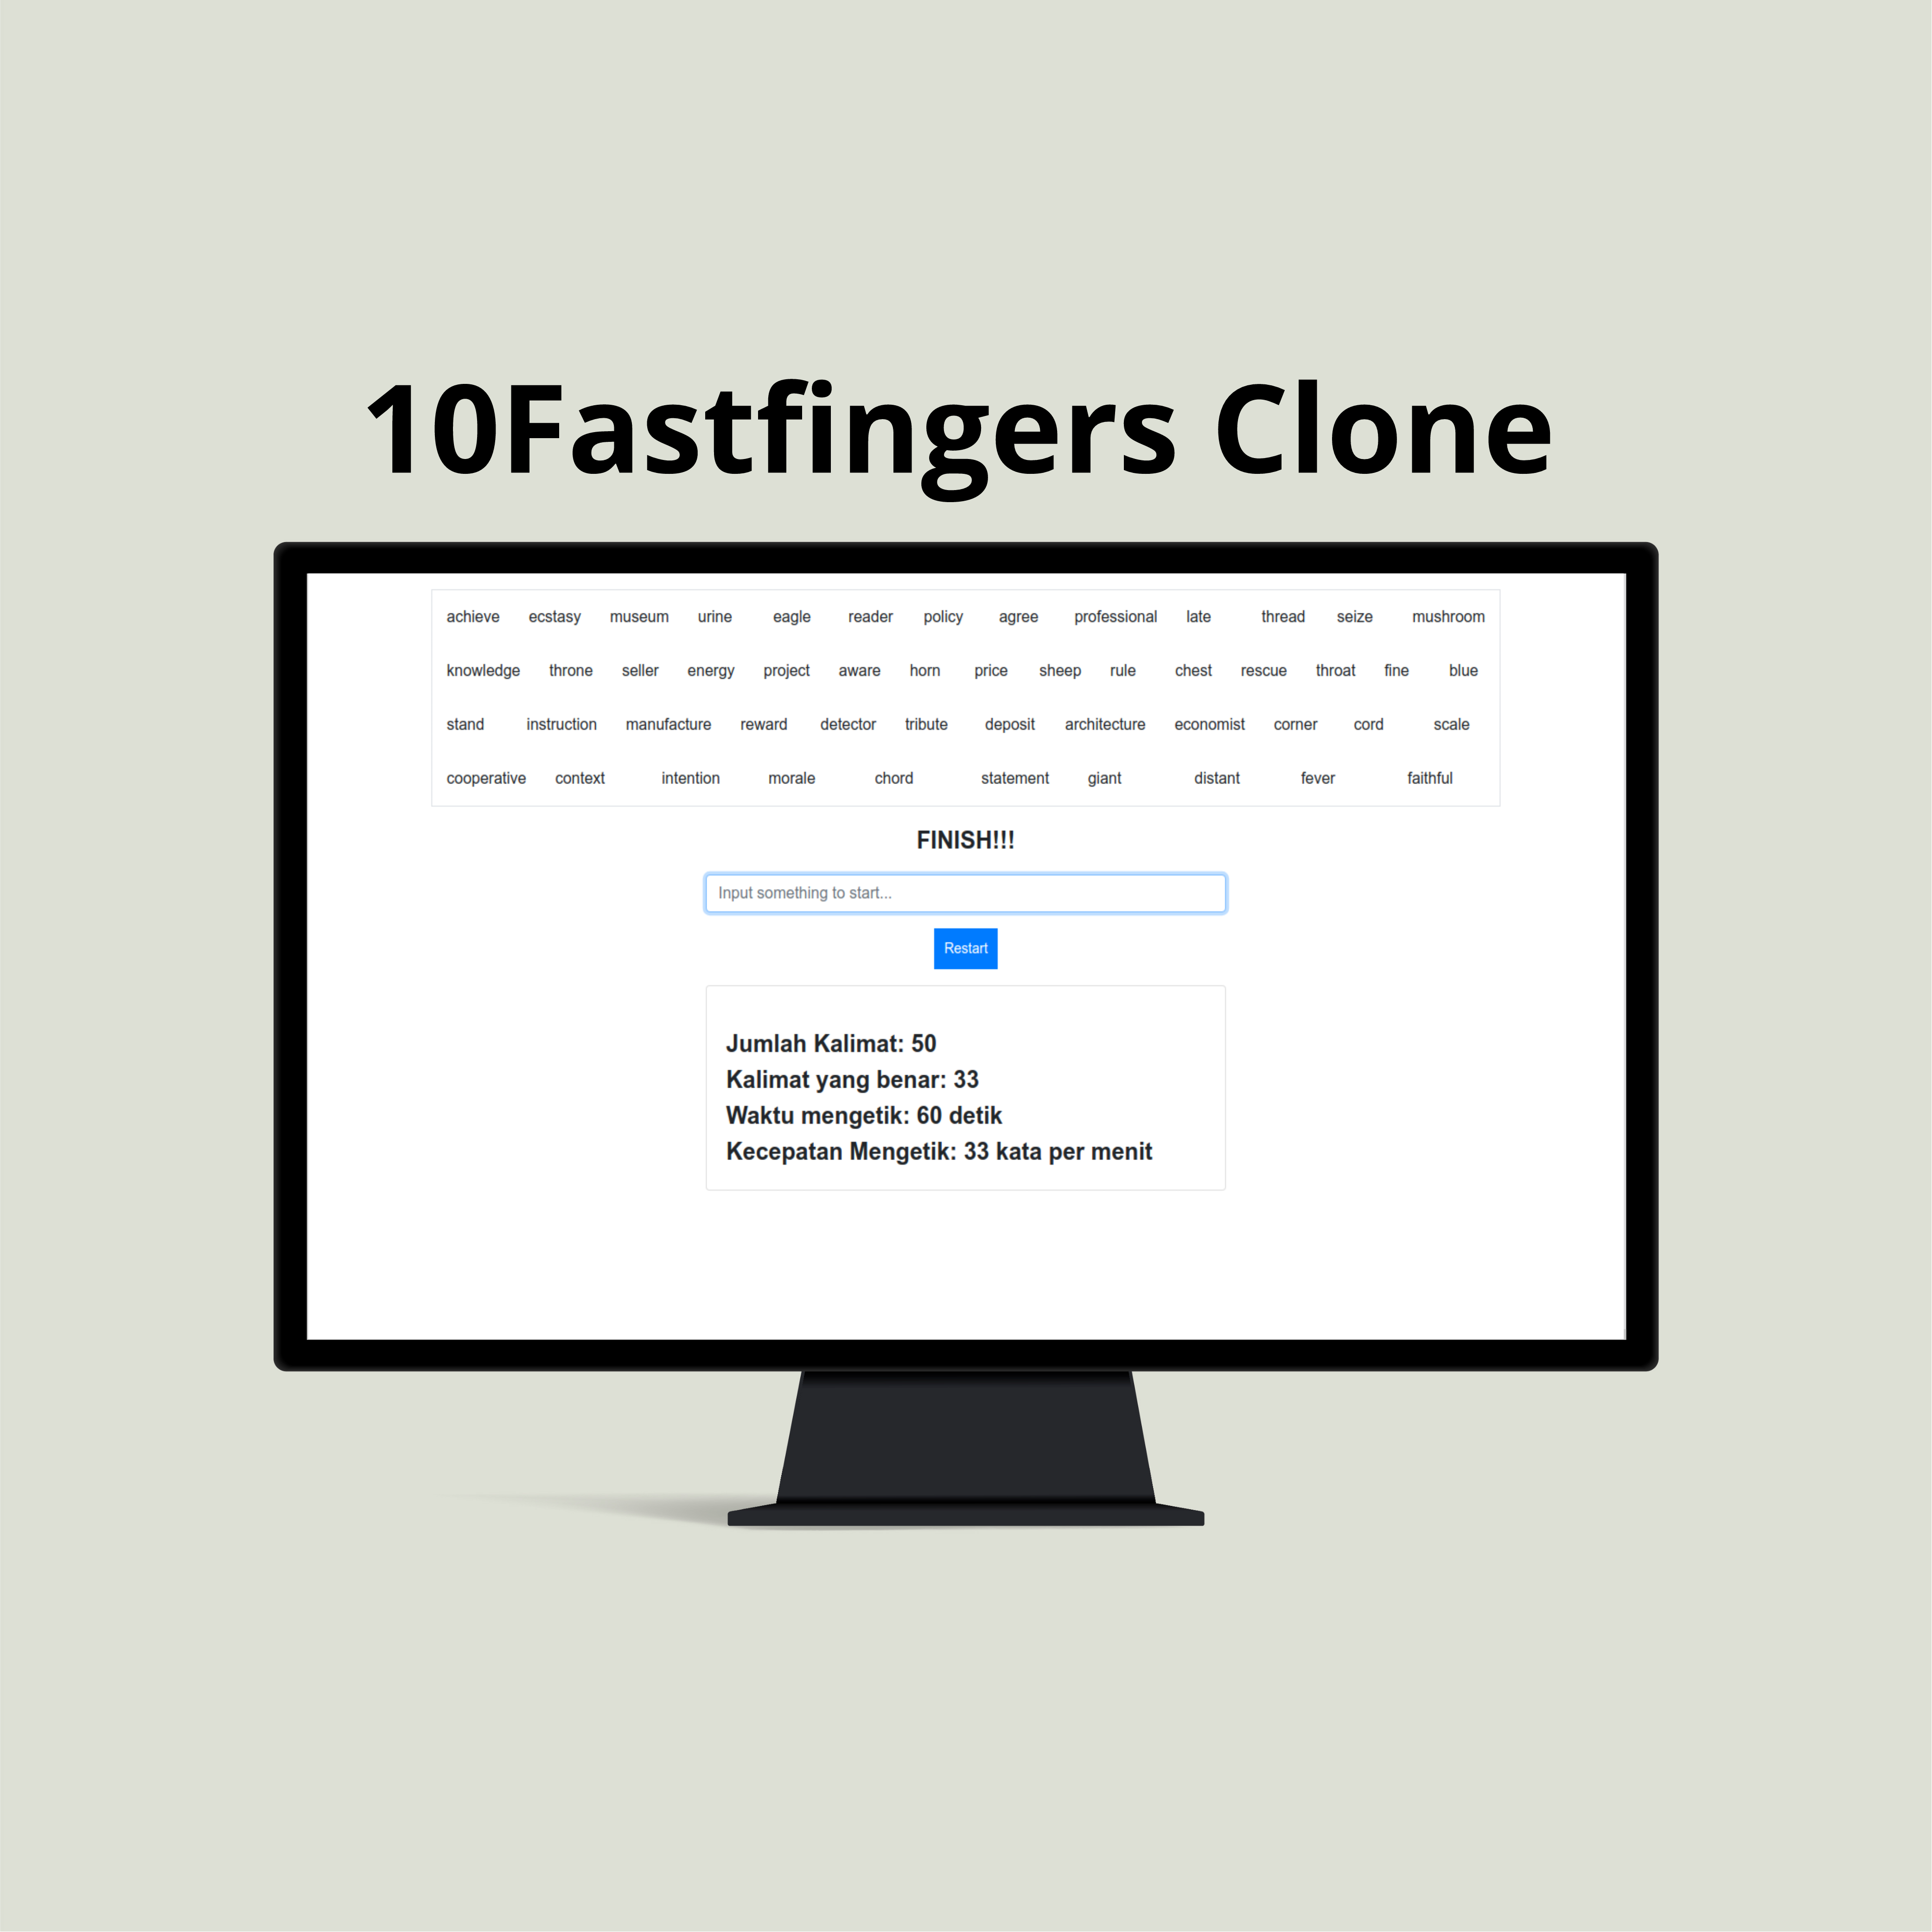 10Fastfingers Clone
achieve ecstasy museum urine eagle reader policy agree professional late thread seize mushroom
knowledge throne seller energy project aware horn price sheep rule chest rescue throat fine blue
stand instruction manufacture reward detector tribute deposit architecture economist corner cord scale
cooperative context intention morale chord statement giant distant fever faithful
FINISH!!!
Input something to start...
Restart
Jumlah Kalimat: 50
Kalimat yang benar: 33
Waktu mengetik: 60 detik
Kecepatan Mengetik: 33 kata per menit